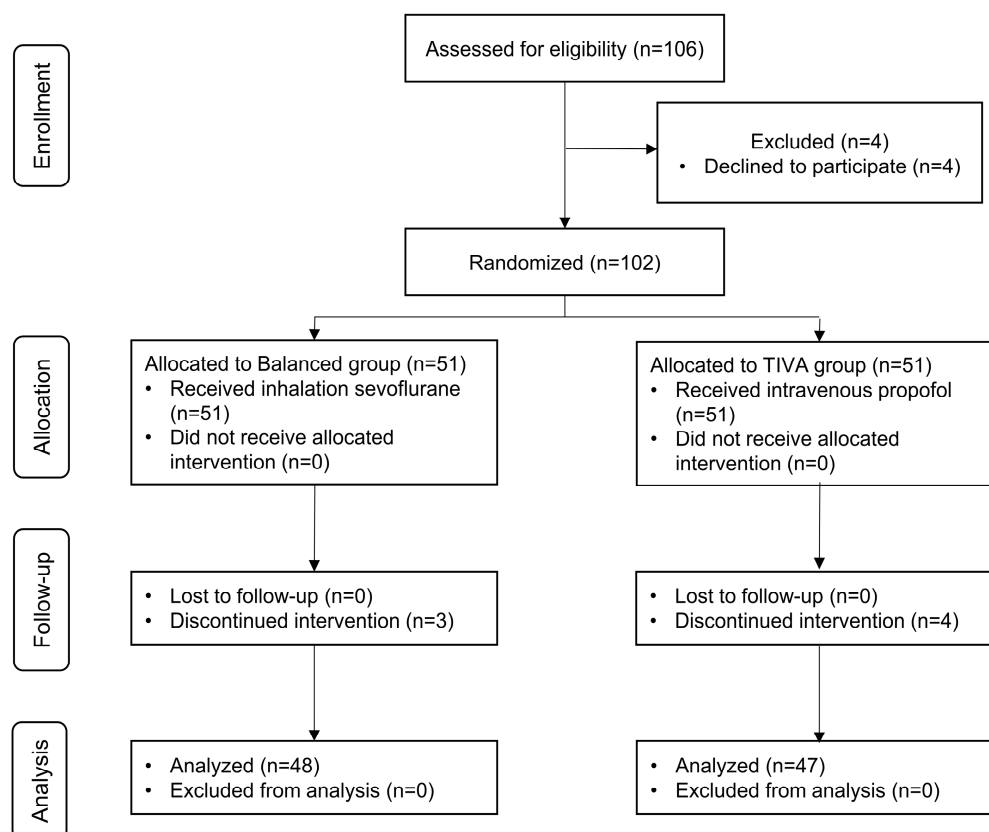 Enrollment
Assessed for eligibility (n=106)
Excluded (n=4)
• Declined to participate (n=4)
Randomized (n=102)
Allocation
Allocated to Balanced group (n=51)
• Received inhalation sevoflurane
(n=51)
• Did not receive allocated
intervention (n=0)
Allocated to TIVA group (n=51)
• Received intravenous propofol
(n=51)
• Did not receive allocated
intervention (n=0)
Follow-up
• Lost to follow-up (n=0)
• Discontinued intervention (n=3)
• Lost to follow-up (n=0)
• Discontinued intervention (n=4)
Analysis
• Analyzed (n=48)
• Excluded from analysis (n=0)
• Analyzed (n=47)
• Excluded from analysis (n=0)